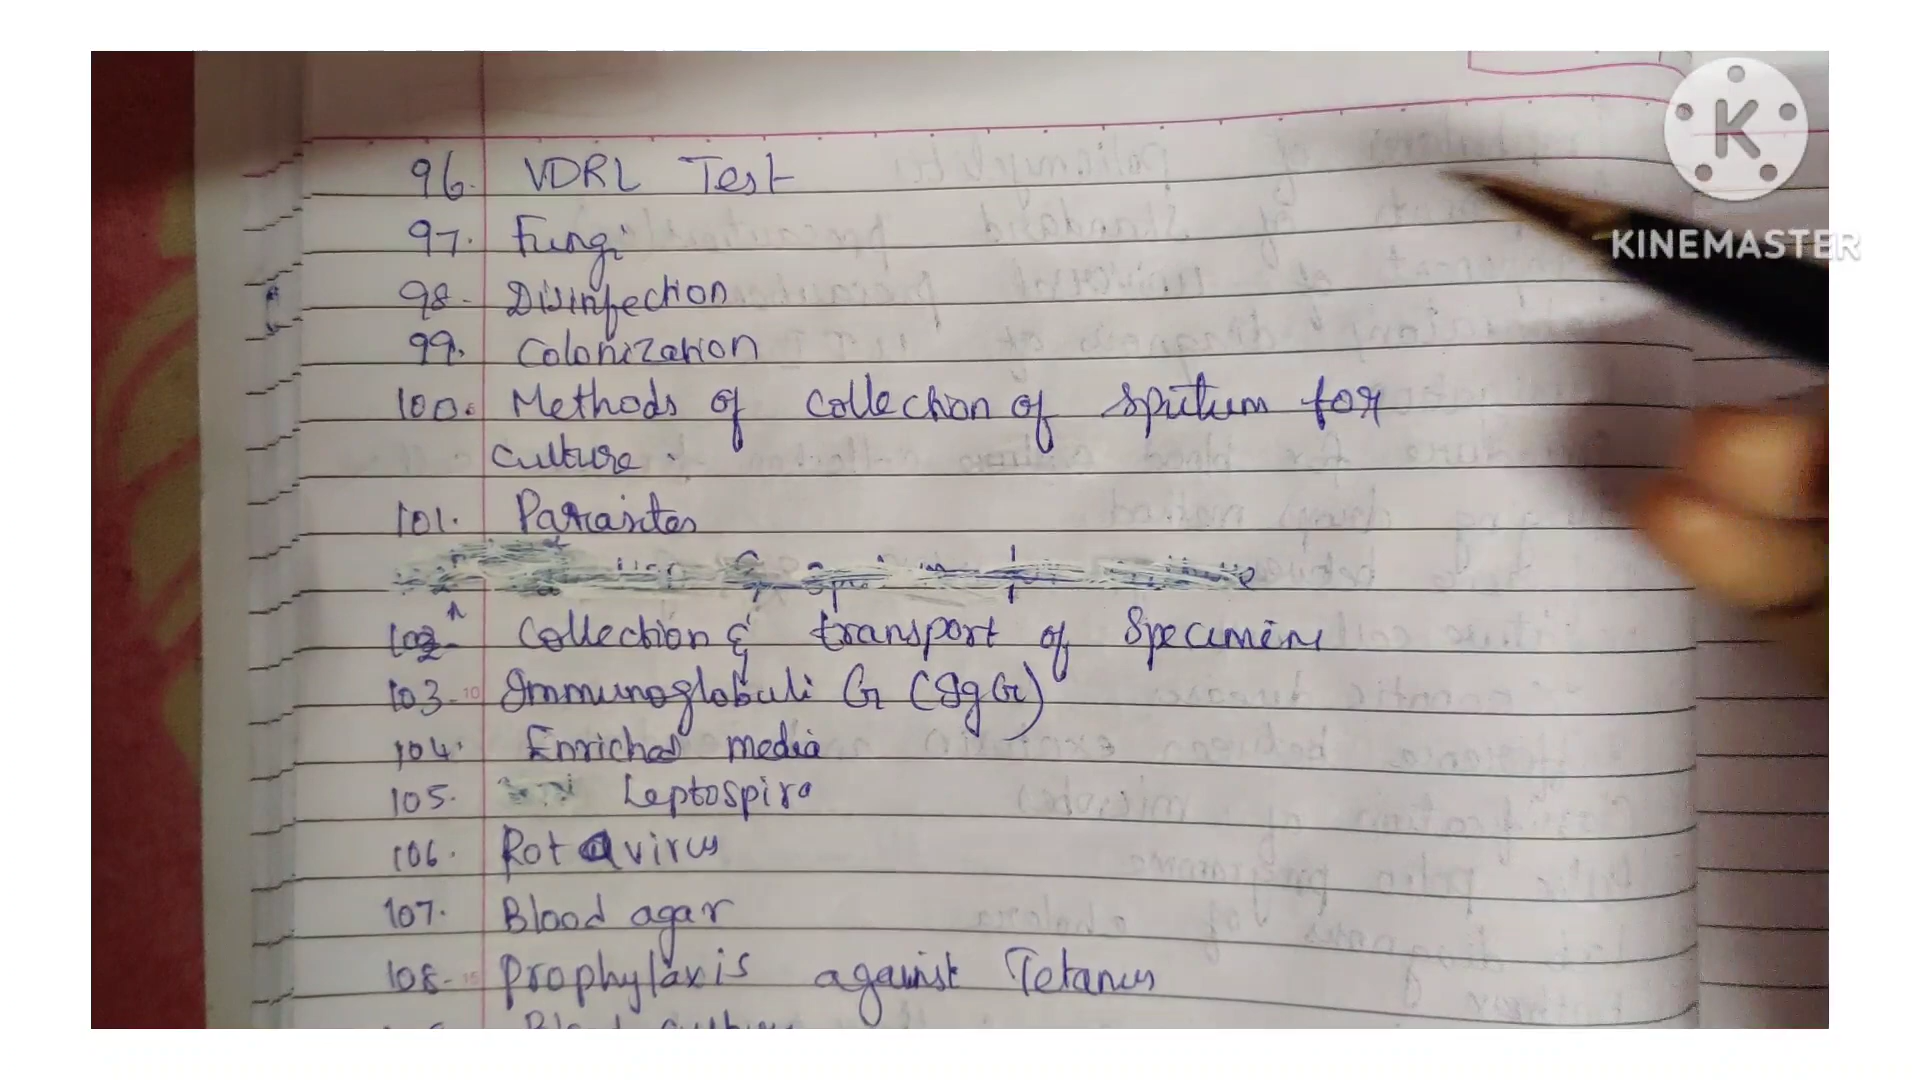 96. VDRL Test
97. Fungi
98- Disinfection
99. Colonization
100. Methods of collection of sputum for
culture.
101. Parasites
102- Collection & transport of Specimen
103- Immunoglobuli G (IgG)
104. Enriched media
105. Leptospira
106. Rotavirus
107. Blood agar
108- Prophylaxis against Tetanus
Blood culture
K
KINEMASTER